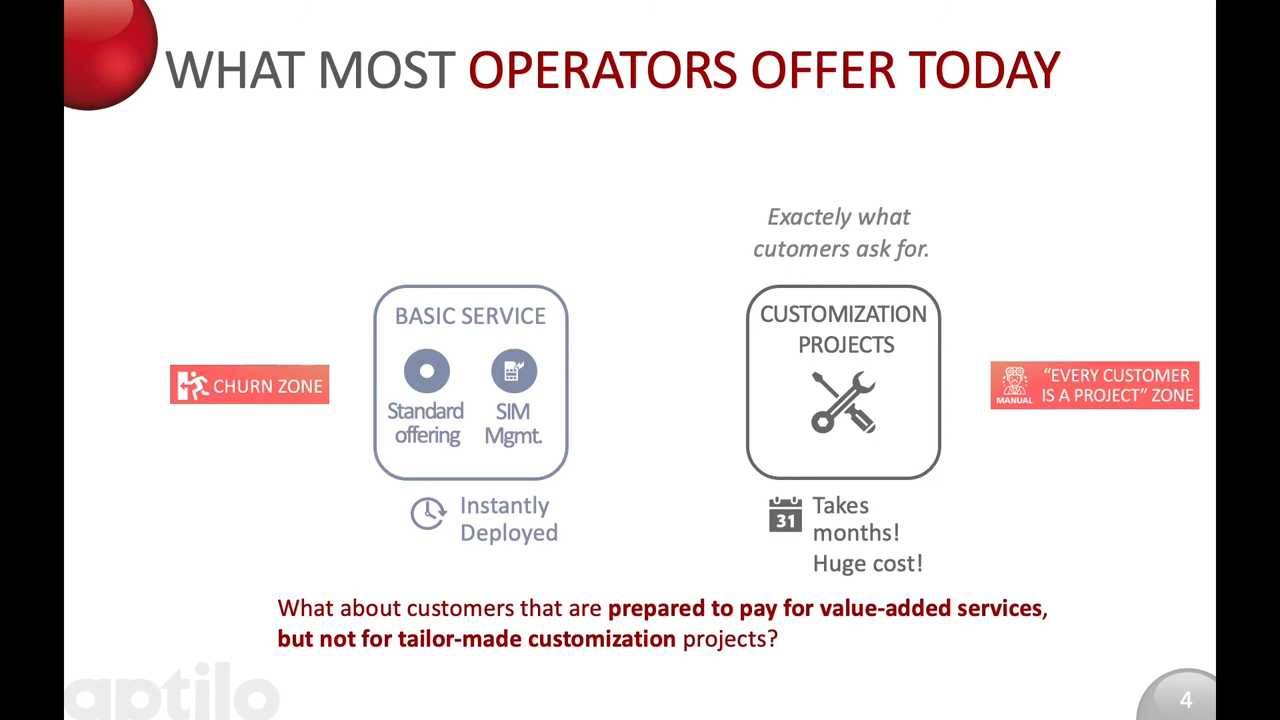 WHAT MOST OPERATORS OFFER TODAY
Exactely what
cutomers ask for.
BASIC SERVICE
Standard
offering
SIM
Mgmt.
CUSTOMIZATION
PROJECTS
CHURN ZONE
MANUAL
"EVERY CUSTOMER
IS A PROJECT" ZONE
Instantly
Deployed
31
Takes
months!
Huge cost!
What about customers that are prepared to pay for value-added services,
but not for tailor-made customization projects?
aptilo
4